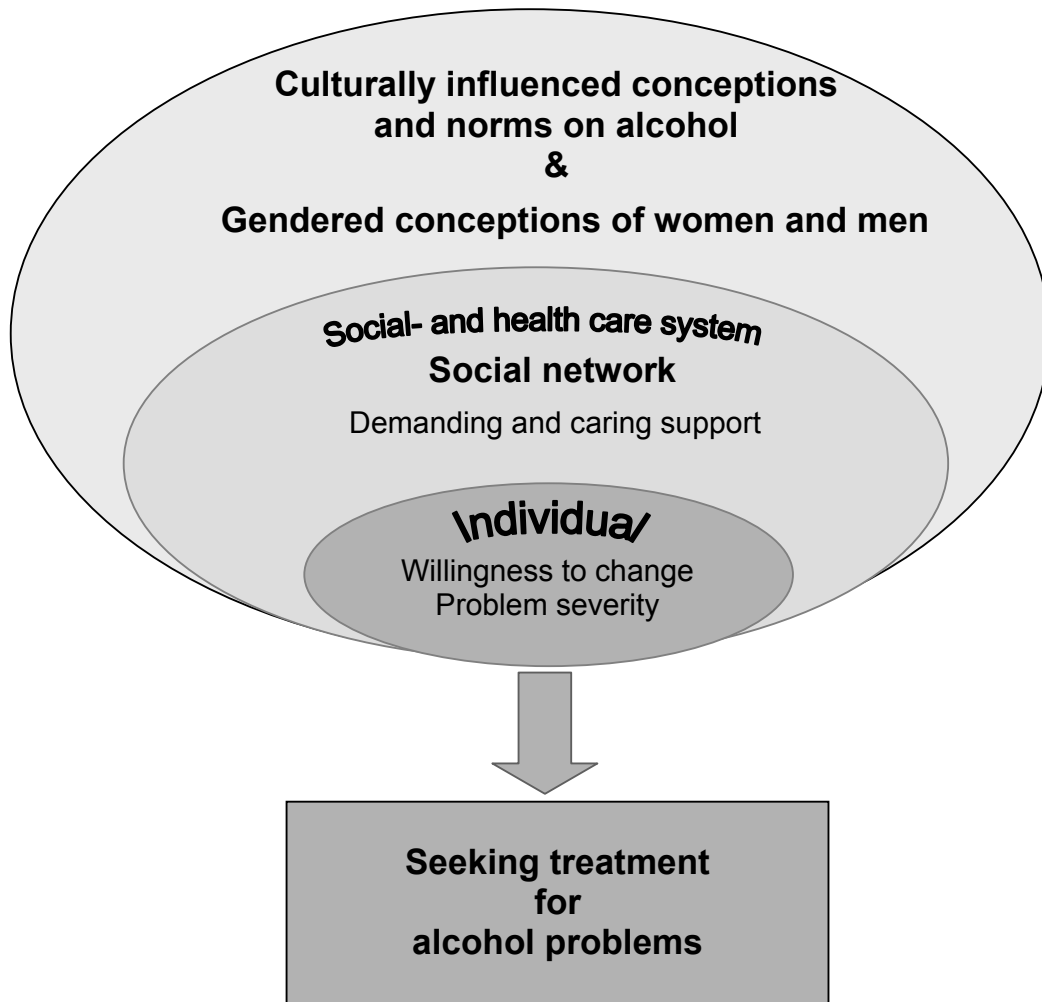 Culturally influenced conceptions
and norms on alcohol
&
Gendered conceptions of women and men
Social- and health care system
Social network
Demanding and caring support
Individual
Willingness to change
Problem severity
Seeking treatment
for
alcohol problems